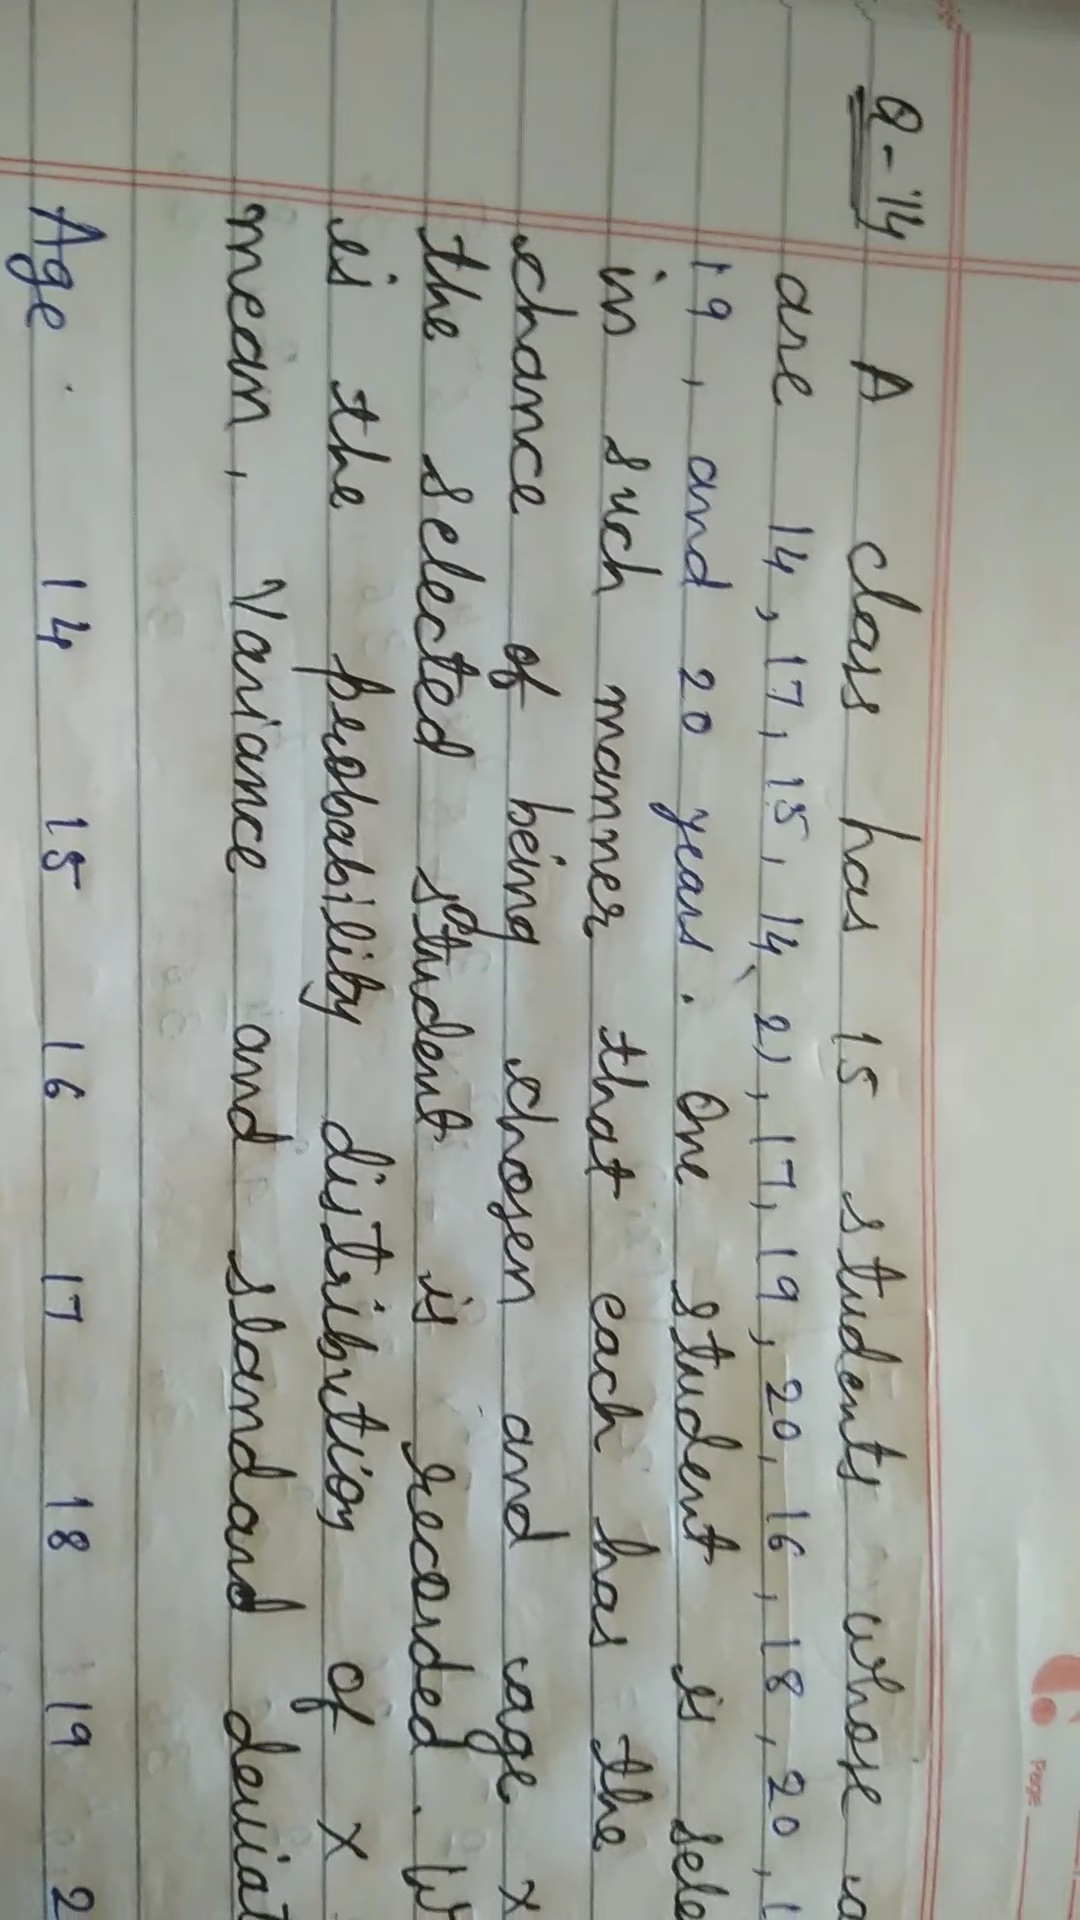 Page
Q-14 A class has 15 students whose
are 14, 17, 15, 14, 21, 17, 19, 20, 16, 18, 20,
19, and 20 years. One student is sele
in such manner that each has the
chance of being chosen and age X
the selected student is recorded. W
is the probability distribution of X
mean, Variance and standard deviat
Age 14 15 16 17 18 19 2